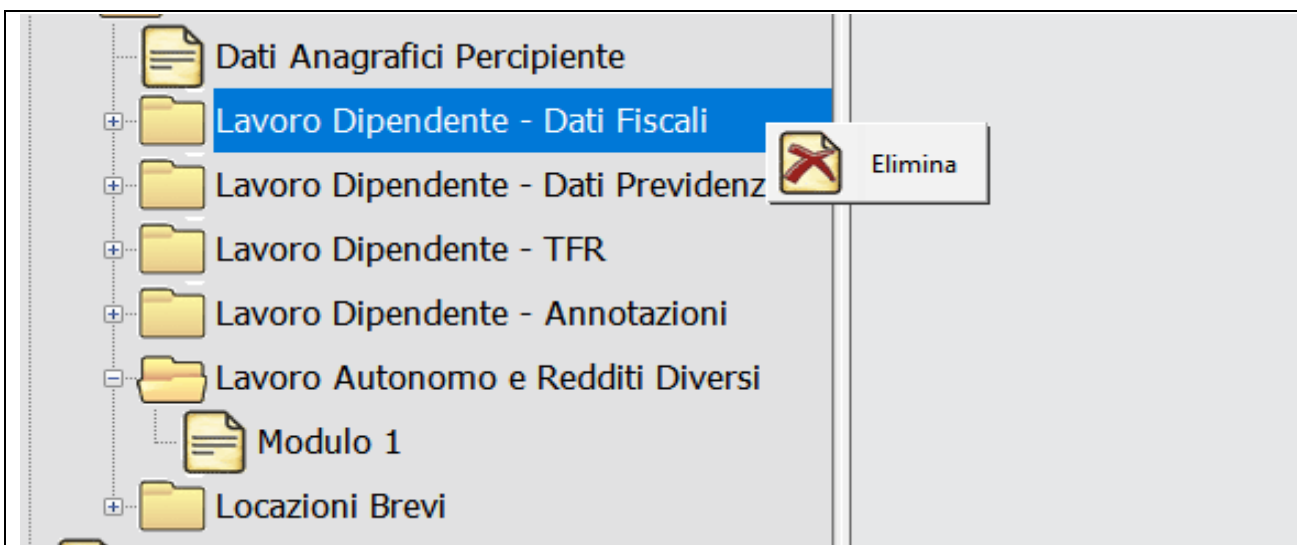 Dati Anagrafici Percipiente
Lavoro Dipendente - Dati Fiscali
Elimina
Lavoro Dipendente - Dati Previdenz
Lavoro Dipendente - TFR
Lavoro Dipendente - Annotazioni
Lavoro Autonomo e Redditi Diversi
Modulo 1
Locazioni Brevi